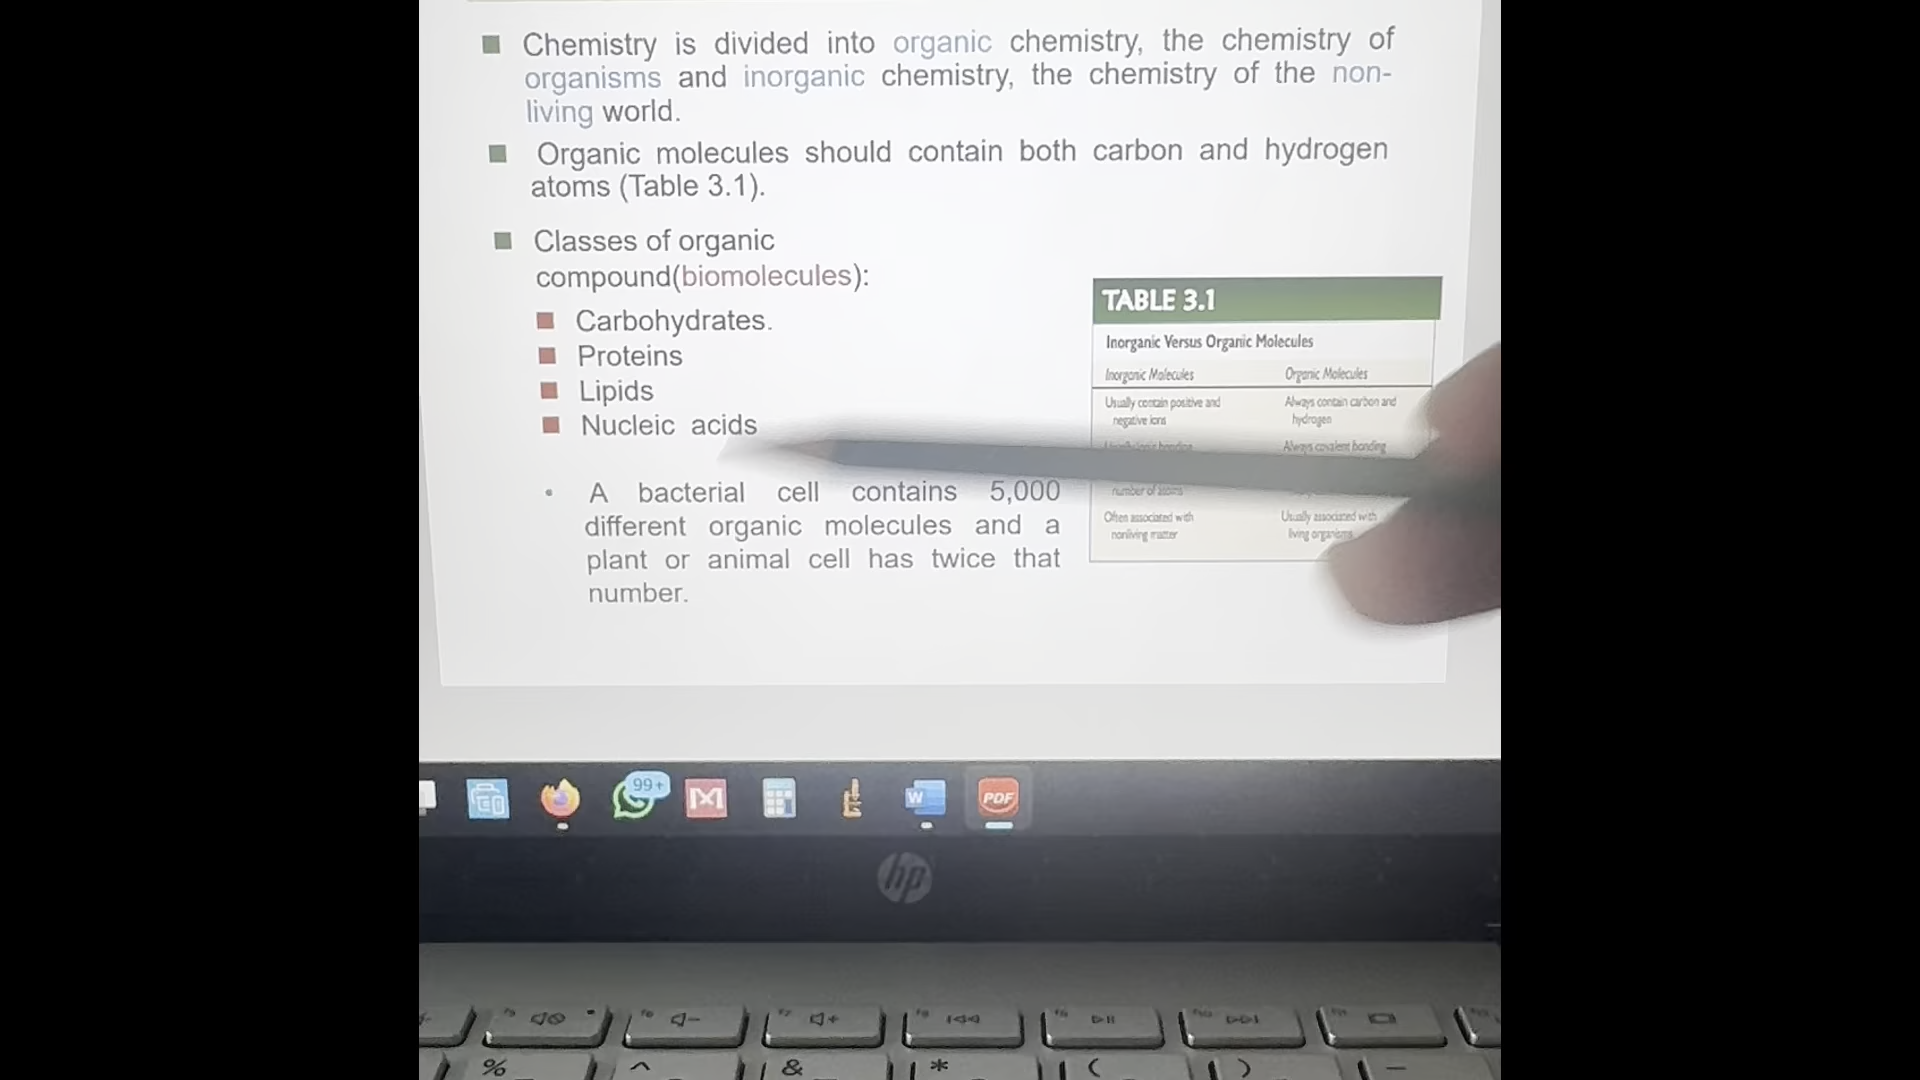 Chemistry is divided into organic chemistry, the chemistry of
organisms and inorganic chemistry, the chemistry of the non-
living world.
Organic molecules should contain both carbon and hydrogen
atoms (Table 3.1).
Classes of organic
compound(biomolecules):
Carbohydrates.
Proteins
Lipids
Nucleic acids
A bacterial cell contains 5,000
different organic molecules and a
plant or animal cell has twice that
number.
TABLE 3.1
Inorganic Versus Organic Molecules
Inorganic Molecules
Organic Molecules
Usually contain positive and
negative ions
Always contain carbon and
hydrogen
Always covalent bonding
number of atoms
Often associated with
nonliving matter
Usually associated with
living organisms
99+
W
PDF
hp
% ^ & * ( ) −